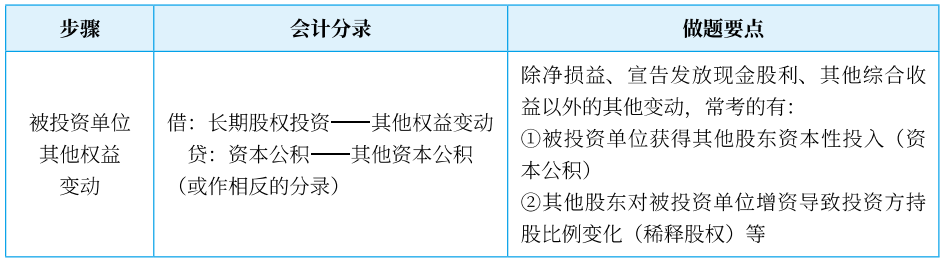 步骤
会计分录
做题要点
被投资单位
其他权益
变动
借：长期股权投资——其他权益变动
贷：资本公积——其他资本公积
（或作相反的分录）
除净损益、宣告发放现金股利、其他综合收
益以外的其他变动，常考的有：
①被投资单位获得其他股东资本性投入（资
本公积）
②其他股东对被投资单位增资导致投资方持
股比例变化（稀释股权）等